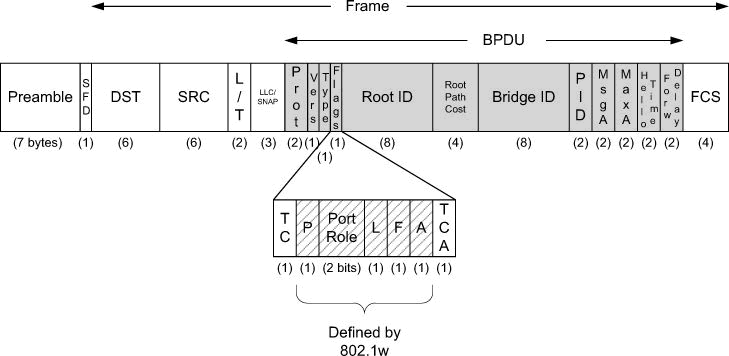 Frame
BPDU
Preamble
SFD
DST
SRC
L/T
LLC/
SNAP
Prot
Vers
Type
Flags
Root ID
Root
Path
Cost
Bridge ID
PID
MsgA
MaxA
Hello
Time
Forw
Delay
FCS
(7 bytes) (1) (6) (6) (2) (3) (2) (1) (1) (8) (4) (8) (2) (2) (2) (2) (2) (4)
(1)
TC
P
Port
Role
L
F
A
TCA
(1) (1) (2 bits) (1) (1) (1) (1)
Defined by
802.1w